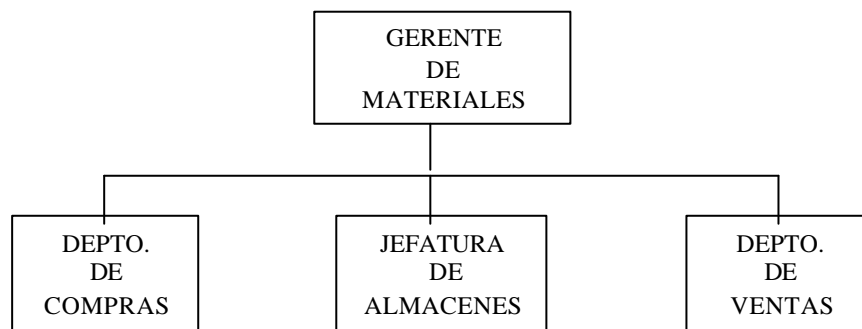 GERENTE
DE
MATERIALES
DEPTO.
DE
COMPRAS
JEFATURA
DE
ALMACENES
DEPTO.
DE
VENTAS